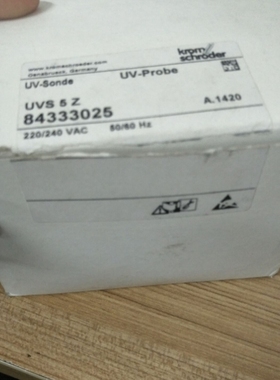 www.kromschroeder.com
Osnabrück, Germany
krom
schroder
UV-Sonde
UV-Probe
UVS 5 Z
A.1420
84333025
220/240 VAC
50/60 Hz